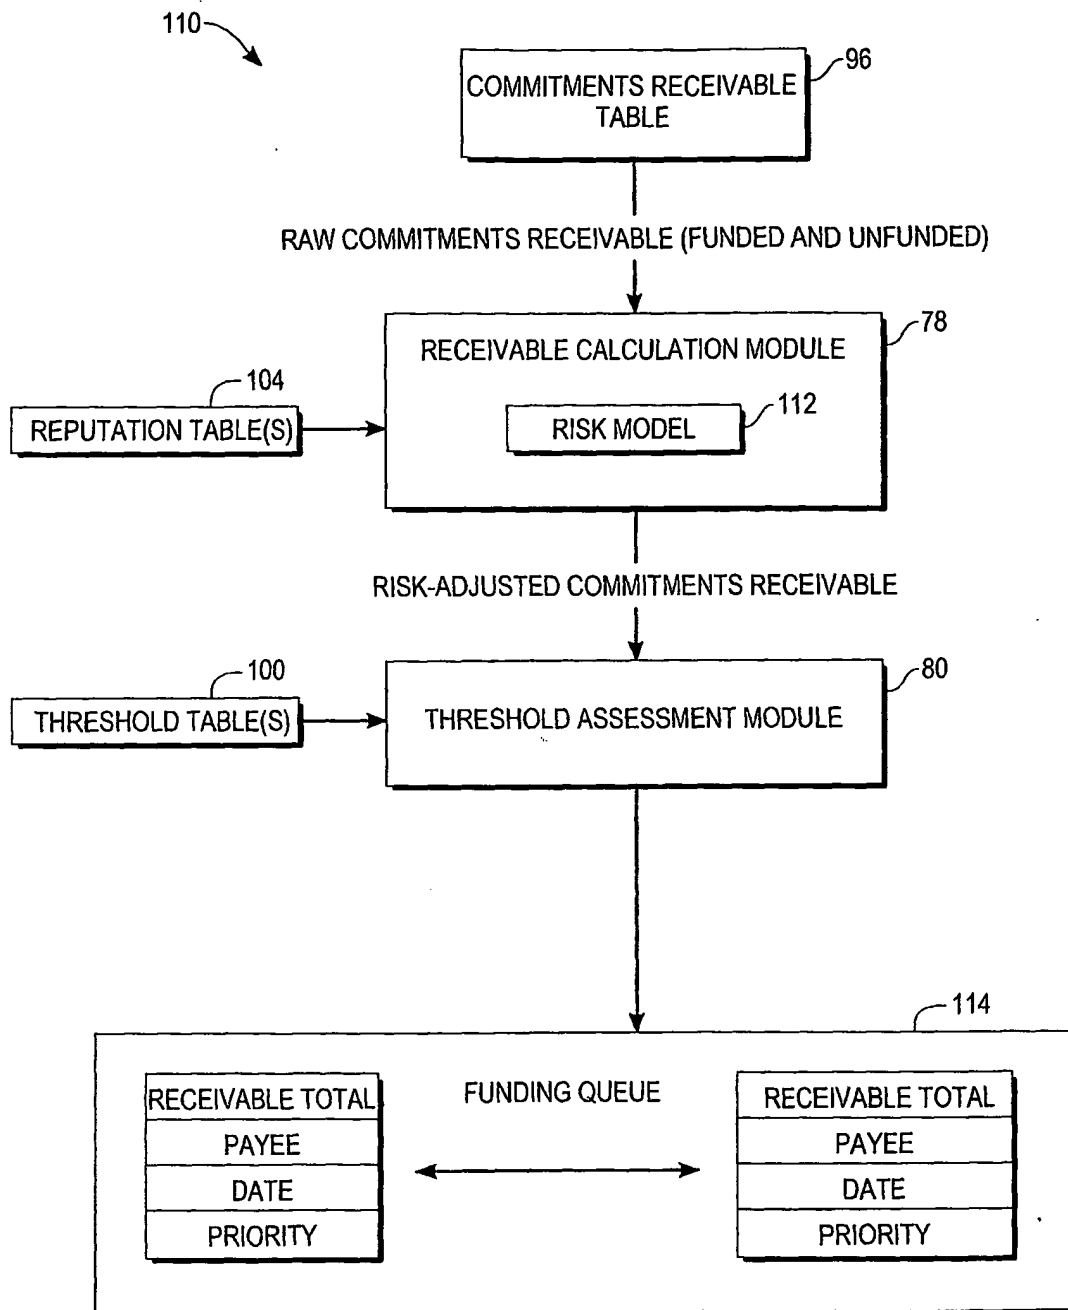 110
COMMITMENTS RECEIVABLE
TABLE
96
RAW COMMITMENTS RECEIVABLE (FUNDED AND UNFUNDED)
78
RECEIVABLE CALCULATION MODULE
104
REPUTATION TABLE(S)
112
RISK MODEL
RISK-ADJUSTED COMMITMENTS RECEIVABLE
100
THRESHOLD TABLE(S)
80
THRESHOLD ASSESSMENT MODULE
114
FUNDING QUEUE
RECEIVABLE TOTAL
PAYEE
DATE
PRIORITY
RECEIVABLE TOTAL
PAYEE
DATE
PRIORITY